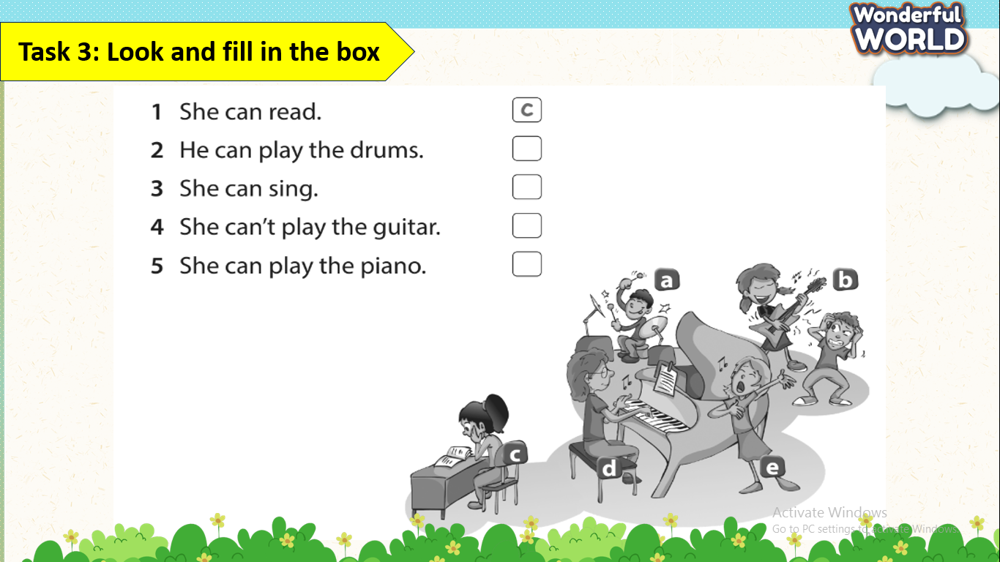 Wonderful
WORLD
Task 3: Look and fill in the box
1 She can read. c
2 He can play the drums.
3 She can sing.
4 She can't play the guitar.
5 She can play the piano.
a
b
c
d
e
Activate Windows
Go to PC settings to activate Windows.